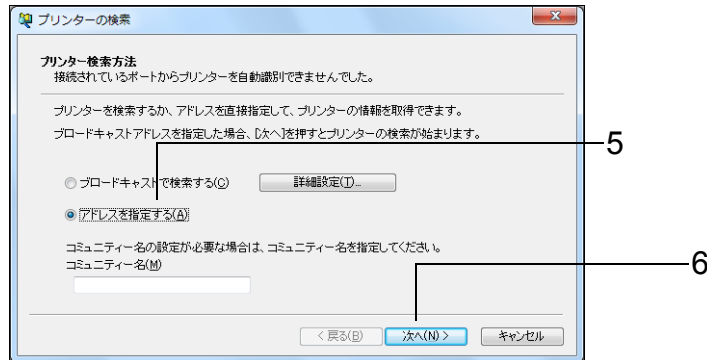 プリンターの検索
プリンター検索方法
接続されているポートからプリンターを自動識別できませんでした。
プリンターを検索するか、アドレスを直接指定して、プリンターの情報を取得できます。
ブロードキャストアドレスを指定した場合、[次へ]を押すとプリンターの検索が始まります。
5
ブロードキャストで検索する(C)
詳細設定(T)...
アドレスを指定する(A)
コミュニティー名の設定が必要な場合は、コミュニティー名を指定してください。
コミュニティー名(M)
6
< 戻る(B)
次へ(N) >
キャンセル